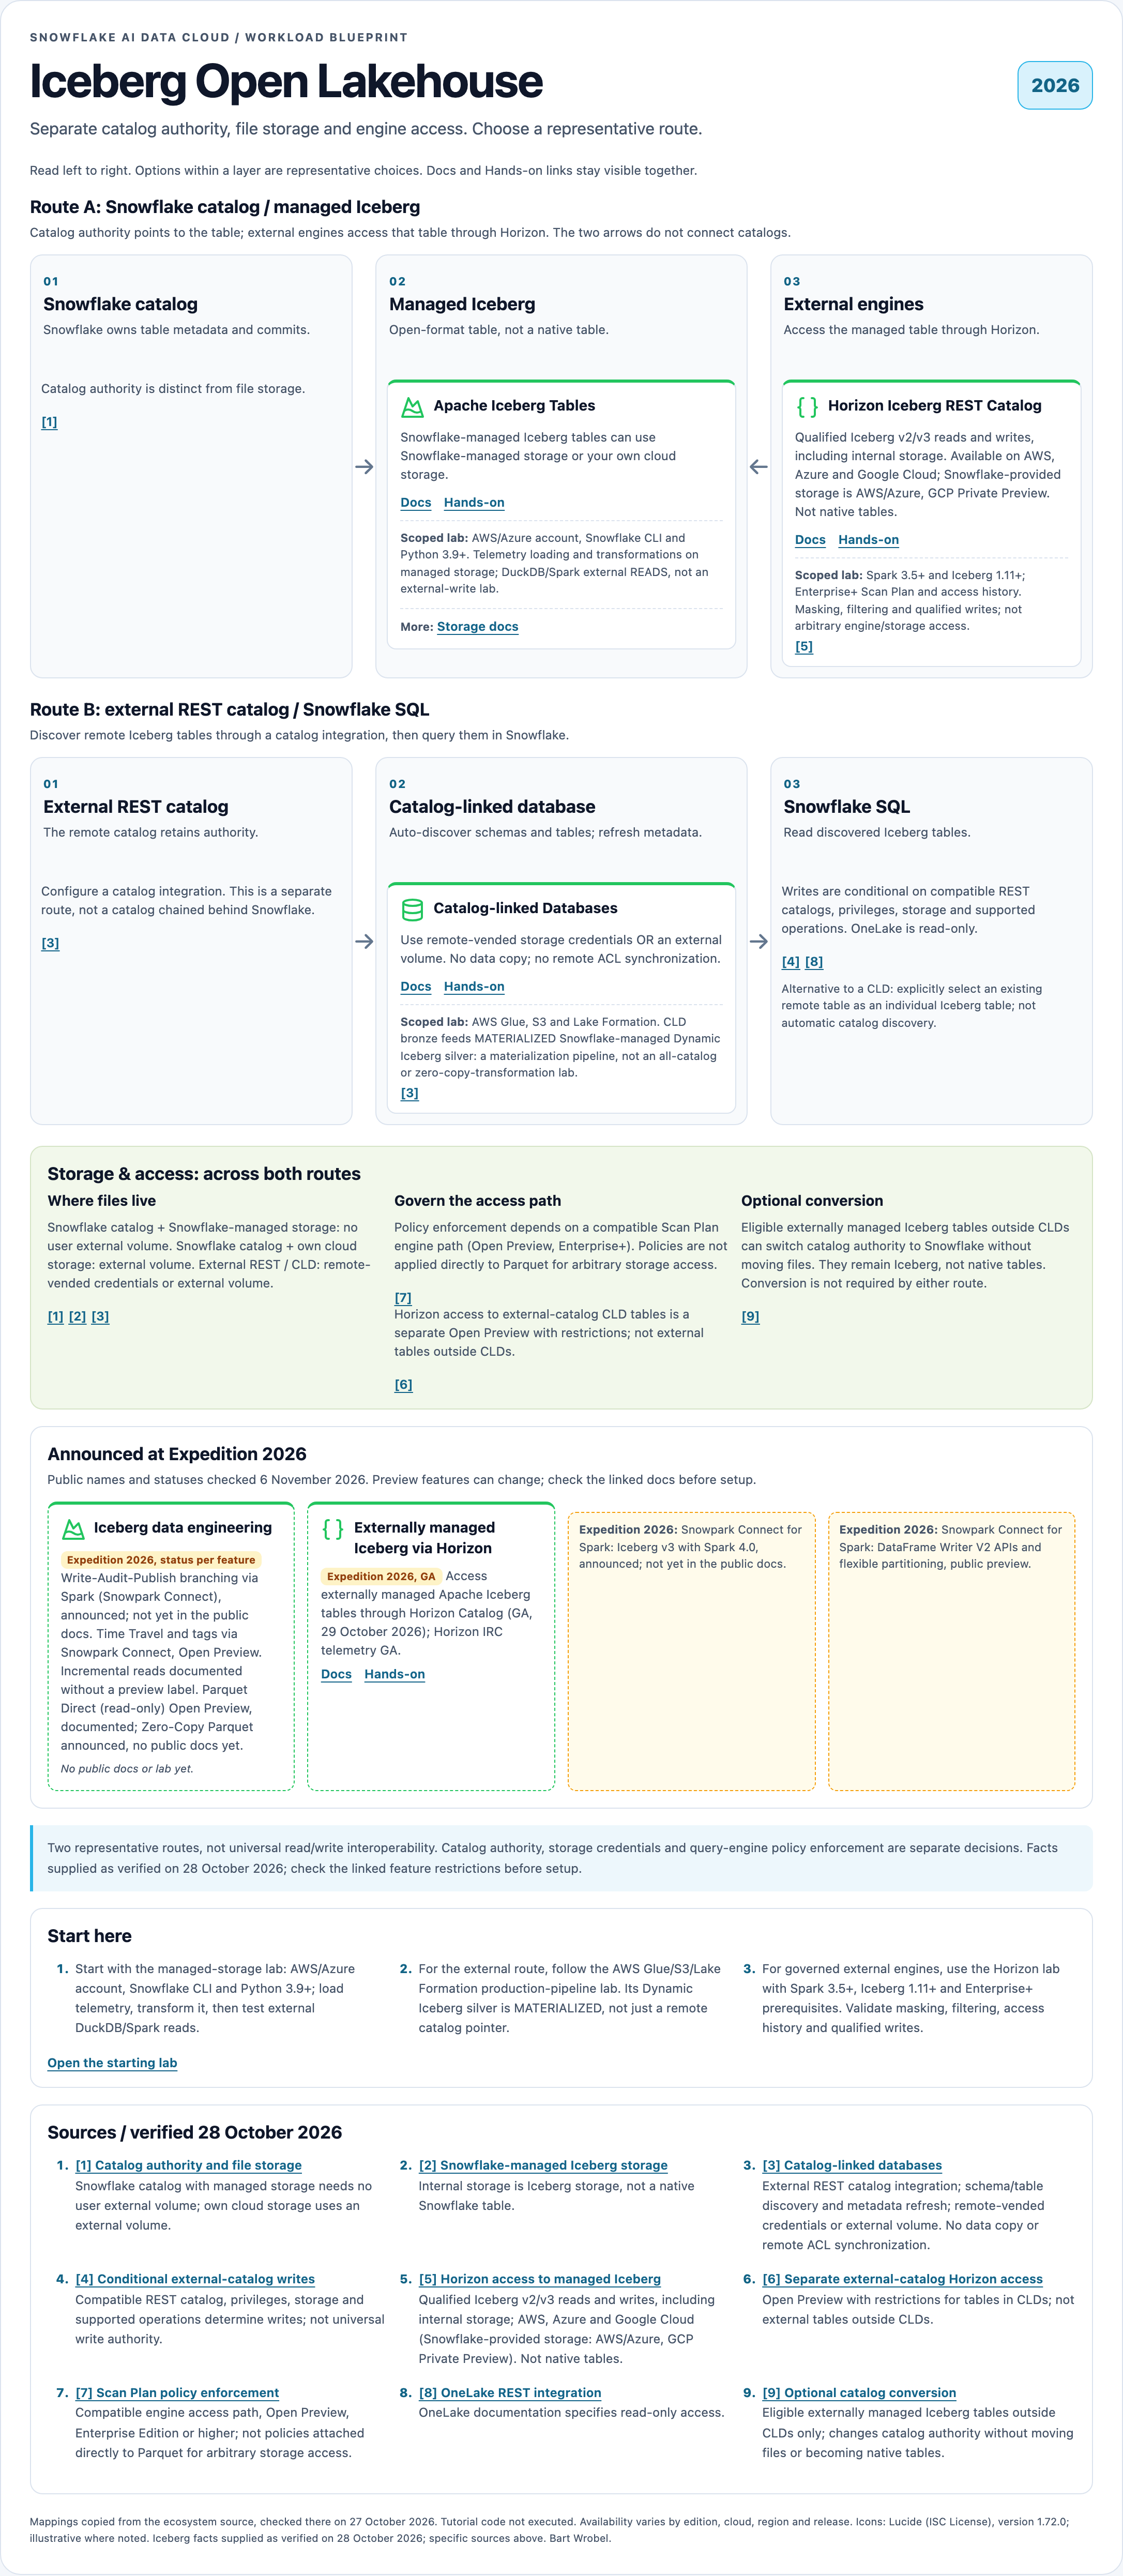 SNOWFLAKE AI DATA CLOUD / WORKLOAD BLUEPRINT
Iceberg Open Lakehouse
2026
Separate catalog authority, file storage and engine access. Choose a representative route.
Read left to right. Options within a layer are representative choices. Docs and Hands-on links stay visible together.
Route A: Snowflake catalog / managed Iceberg
Catalog authority points to the table; external engines access that table through Horizon. The two arrows do not connect catalogs.
01
Snowflake catalog
Snowflake owns table metadata and commits.
Catalog authority is distinct from file storage.
[1]
02
Managed Iceberg
Open-format table, not a native table.
Apache Iceberg Tables
Snowflake-managed Iceberg tables can use
Snowflake-managed storage or your own cloud
storage.
Docs Hands-on
Scoped lab: AWS/Azure account, Snowflake CLI and
Python 3.9+. Telemetry loading and transformations on
managed storage; DuckDB/Spark external READS, not an
external-write lab.
More: Storage docs
03
External engines
Access the managed table through Horizon.
Horizon Iceberg REST Catalog
Qualified Iceberg v2/v3 reads and writes,
including internal storage. Available on AWS,
Azure and Google Cloud; Snowflake-provided
storage is AWS/Azure, GCP Private Preview.
Not native tables.
Docs Hands-on
Scoped lab: Spark 3.5+ and Iceberg 1.11+;
Enterprise+ Scan Plan and access history.
Masking, filtering and qualified writes; not
arbitrary engine/storage access.
[5]
Route B: external REST catalog / Snowflake SQL
Discover remote Iceberg tables through a catalog integration, then query them in Snowflake.
01
External REST catalog
The remote catalog retains authority.
Configure a catalog integration. This is a separate
route, not a catalog chained behind Snowflake.
[3]
02
Catalog-linked database
Auto-discover schemas and tables; refresh metadata.
Catalog-linked Databases
Use remote-vended storage credentials OR an external
volume. No data copy; no remote ACL synchronization.
Docs Hands-on
Scoped lab: AWS Glue, S3 and Lake Formation. CLD
bronze feeds MATERIALIZED Snowflake-managed Dynamic
Iceberg silver: a materialization pipeline, not an all-catalog
or zero-copy-transformation lab.
[3]
03
Snowflake SQL
Read discovered Iceberg tables.
Writes are conditional on compatible REST
catalogs, privileges, storage and supported
operations. OneLake is read-only.
[4] [8]
Alternative to a CLD: explicitly select an existing
remote table as an individual Iceberg table; not
automatic catalog discovery.
Storage & access: across both routes
Where files live
Snowflake catalog + Snowflake-managed storage: no
user external volume. Snowflake catalog + own cloud
storage: external volume. External REST / CLD: remote-
vended credentials or external volume.
[1] [2] [3]
Govern the access path
Policy enforcement depends on a compatible Scan Plan
engine path (Open Preview, Enterprise+). Policies are not
applied directly to Parquet for arbitrary storage access.
[7]
Horizon access to external-catalog CLD tables is a
separate Open Preview with restrictions; not external
tables outside CLDs.
[6]
Optional conversion
Eligible externally managed Iceberg tables outside CLDs
can switch catalog authority to Snowflake without
moving files. They remain Iceberg, not native tables.
Conversion is not required by either route.
[9]
Announced at Expedition 2026
Public names and statuses checked 6 November 2026. Preview features can change; check the linked docs before setup.
Iceberg data engineering
Expedition 2026, status per feature
Write-Audit-Publish branching via
Spark (Snowpark Connect),
announced; not yet in the public
docs. Time Travel and tags via
Snowpark Connect, Open Preview.
Incremental reads documented
without a preview label. Parquet
Direct (read-only) Open Preview,
documented; Zero-Copy Parquet
announced, no public docs yet.
No public docs or lab yet.
Externally managed
Iceberg via Horizon
Expedition 2026, GA Access
externally managed Apache Iceberg
tables through Horizon Catalog (GA,
29 October 2026); Horizon IRC
telemetry GA.
Docs Hands-on
Expedition 2026: Snowpark Connect for
Spark: Iceberg v3 with Spark 4.0,
announced; not yet in the public docs.
Expedition 2026: Snowpark Connect for
Spark: DataFrame Writer V2 APIs and
flexible partitioning, public preview.
Two representative routes, not universal read/write interoperability. Catalog authority, storage credentials and query-engine policy enforcement are separate decisions. Facts
supplied as verified on 28 October 2026; check the linked feature restrictions before setup.
Start here
1. Start with the managed-storage lab: AWS/Azure
account, Snowflake CLI and Python 3.9+; load
telemetry, transform it, then test external
DuckDB/Spark reads.
2. For the external route, follow the AWS Glue/S3/Lake
Formation production-pipeline lab. Its Dynamic
Iceberg silver is MATERIALIZED, not just a remote
catalog pointer.
3. For governed external engines, use the Horizon lab
with Spark 3.5+, Iceberg 1.11+ and Enterprise+
prerequisites. Validate masking, filtering, access
history and qualified writes.
Open the starting lab
Sources / verified 28 October 2026
1. [1] Catalog authority and file storage
Snowflake catalog with managed storage needs no
user external volume; own cloud storage uses an
external volume.
2. [2] Snowflake-managed Iceberg storage
Internal storage is Iceberg storage, not a native
Snowflake table.
3. [3] Catalog-linked databases
External REST catalog integration; schema/table
discovery and metadata refresh; remote-vended
credentials or external volume. No data copy or
remote ACL synchronization.
4. [4] Conditional external-catalog writes
Compatible REST catalog, privileges, storage and
supported operations determine writes; not universal
write authority.
5. [5] Horizon access to managed Iceberg
Qualified Iceberg v2/v3 reads and writes, including
internal storage; AWS, Azure and Google Cloud
(Snowflake-provided storage: AWS/Azure, GCP
Private Preview). Not native tables.
6. [6] Separate external-catalog Horizon access
Open Preview with restrictions for tables in CLDs; not
external tables outside CLDs.
7. [7] Scan Plan policy enforcement
Compatible engine access path, Open Preview,
Enterprise Edition or higher; not policies attached
directly to Parquet for arbitrary storage access.
8. [8] OneLake REST integration
OneLake documentation specifies read-only access.
9. [9] Optional catalog conversion
Eligible externally managed Iceberg tables outside
CLDs only; changes catalog authority without moving
files or becoming native tables.
Mappings copied from the ecosystem source, checked there on 27 October 2026. Tutorial code not executed. Availability varies by edition, cloud, region and release. Icons: Lucide (ISC License), version 1.72.0;
illustrative where noted. Iceberg facts supplied as verified on 28 October 2026; specific sources above. Bart Wrobel.